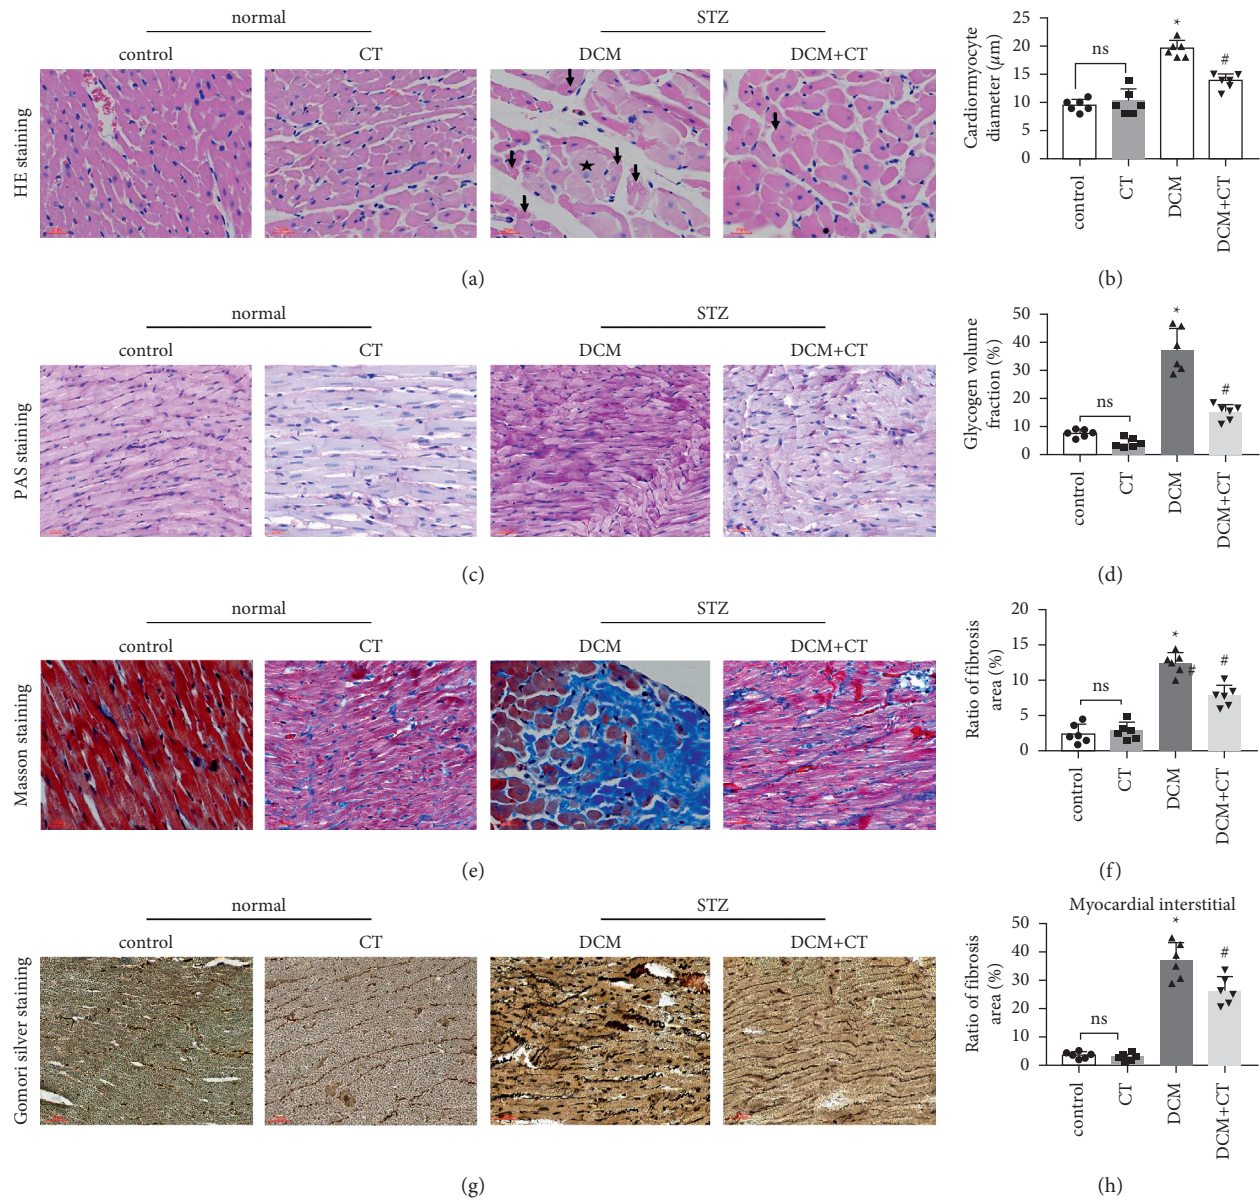 normal STZ
control CT DCM DCM+CT
HE staining
(a)
Cardiormyocyte
diameter (μm)
25
20
15
10
5
0
ns
*
#
control
CT
DCM
DCM+CT
(b)
normal STZ
control CT DCM DCM+CT
PAS staining
(c)
Glycogen volume
fraction (%)
50
40
30
20
10
0
ns
*
#
control
CT
DCM
DCM+CT
(d)
normal STZ
control CT DCM DCM+CT
Masson staining
(e)
Ratio of fibrosis
area (%)
20
15
10
5
0
ns
*
#
#
control
CT
DCM
DCM+CT
(f)
normal STZ
control CT DCM DCM+CT
Gomori silver staining
(g)
Myocardial interstitial
Ratio of fibrosis
area (%)
50
40
30
20
10
0
ns
*
#
control
CT
DCM
DCM+CT
(h)